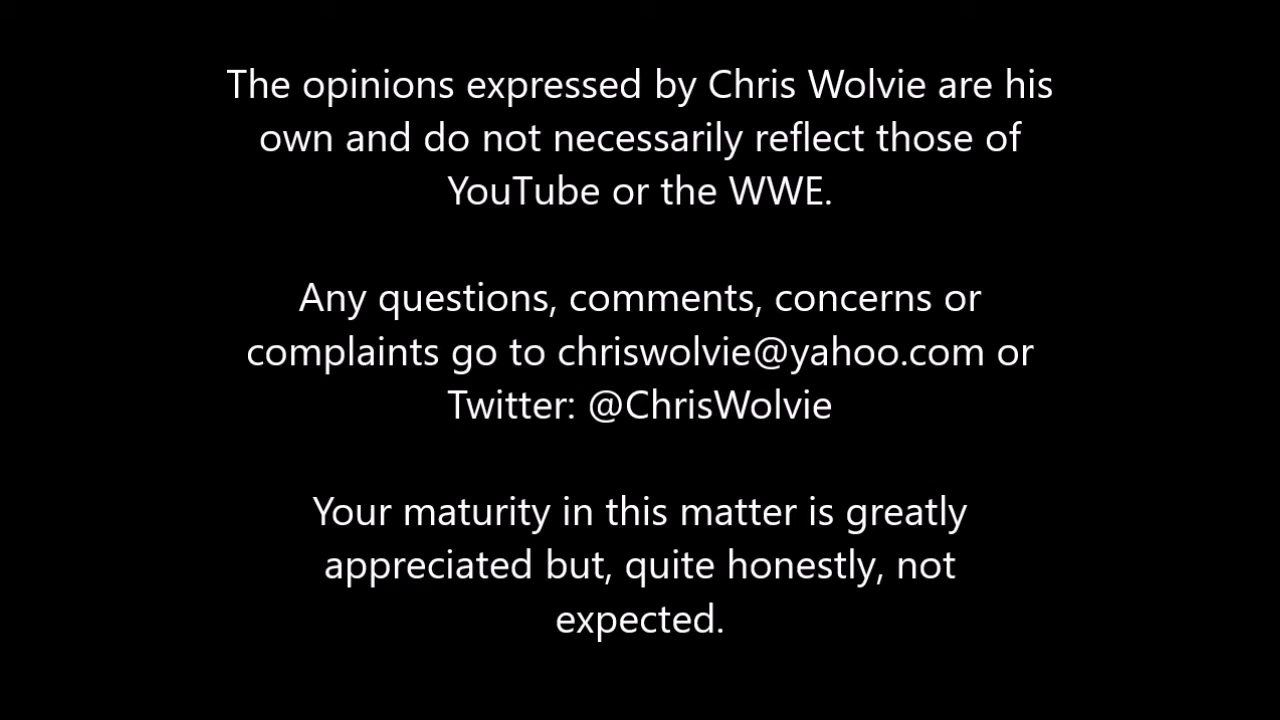 The opinions expressed by Chris Wolvie are his
own and do not necessarily reflect those of
YouTube or the WWE.
Any questions, comments, concerns or
complaints go to chriswolvie@yahoo.com or
Twitter: @ChrisWolvie
Your maturity in this matter is greatly
appreciated but, quite honestly, not
expected.